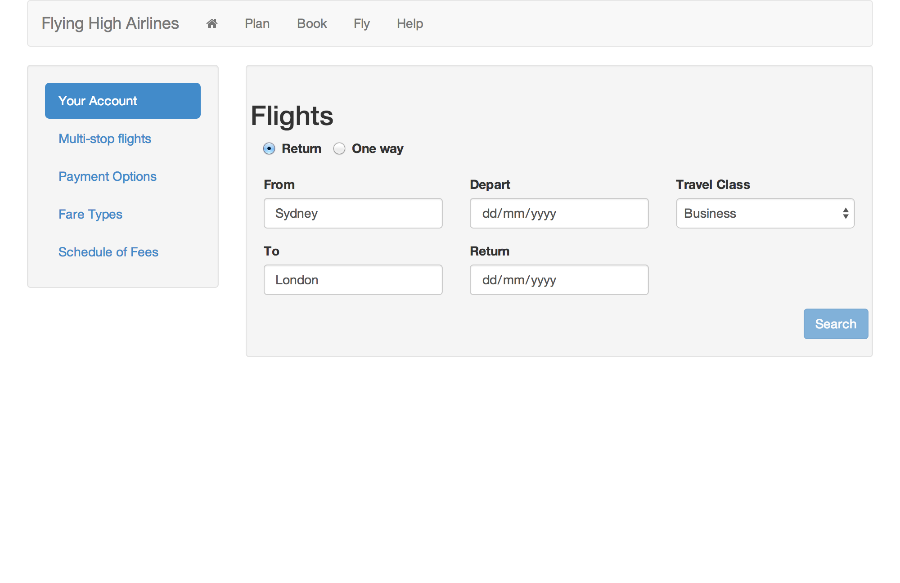 Flying High Airlines Plan Book Fly Help
Your Account
Multi-stop flights
Payment Options
Fare Types
Schedule of Fees
Flights
Return One way
From Depart Travel Class
Sydney dd/mm/yyyy Business
To Return
London dd/mm/yyyy
Search